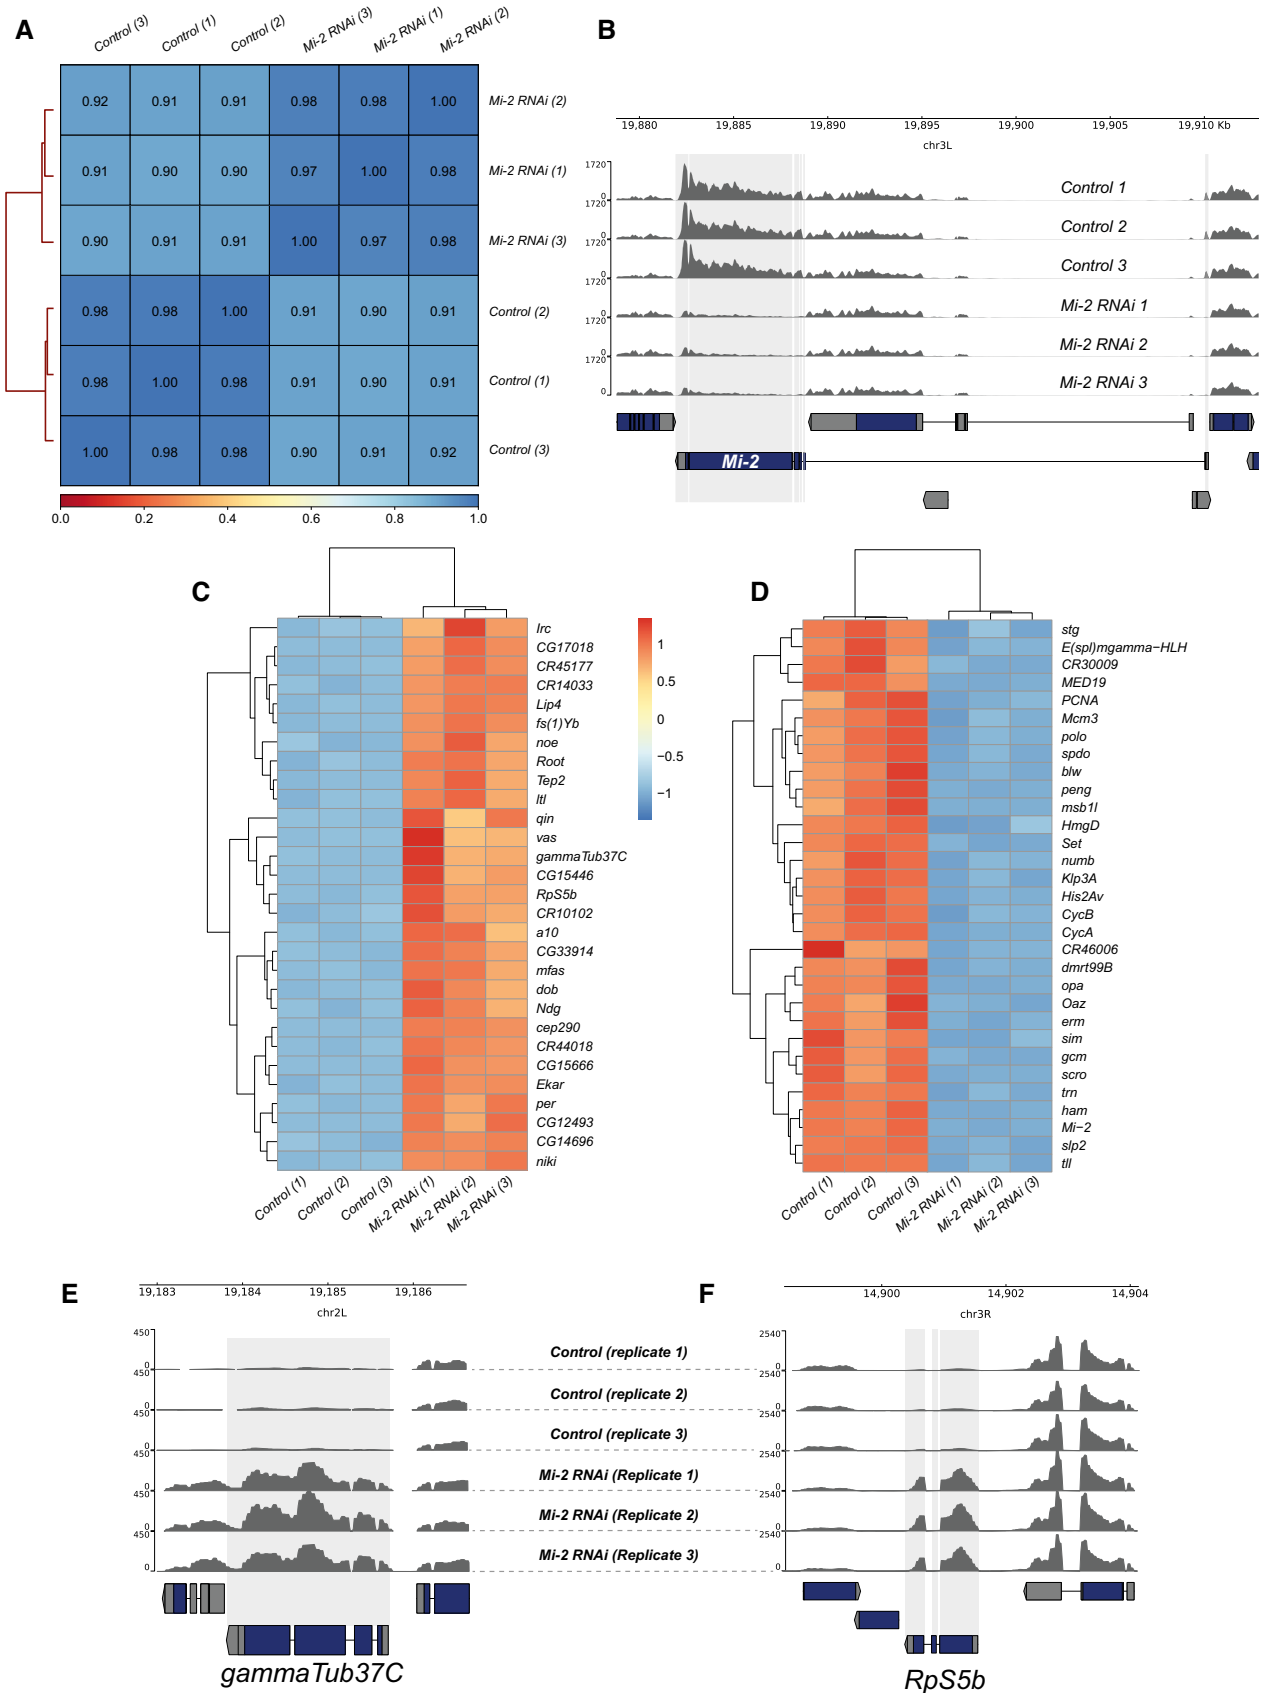 A
Control (3)
Control (1)
Control (2)
Mi-2 RNAi (3)
Mi-2 RNAi (1)
Mi-2 RNAi (2)
0.92 0.91 0.91 0.98 0.98 1.00 Mi-2 RNAi (2)
0.91 0.90 0.90 0.97 1.00 0.98 Mi-2 RNAi (1)
0.90 0.91 0.91 1.00 0.97 0.98 Mi-2 RNAi (3)
0.98 0.98 1.00 0.91 0.90 0.91 Control (2)
0.98 1.00 0.98 0.91 0.90 0.91 Control (1)
1.00 0.98 0.98 0.90 0.91 0.92 Control (3)
0.0 0.2 0.4 0.6 0.8 1.0
B
19,880 19,885 19,890 19,895 19,900 19,905 19,910 Kb
chr3L
1720
Control 1
0
1720
Control 2
0
1720
Control 3
0
1720
Mi-2 RNAi 1
0
1720
Mi-2 RNAi 2
0
1720
Mi-2 RNAi 3
0
Mi-2
C
lrc
CG17018
CR45177
CR14033
Lip4
fs(1)Yb
noe
Root
Tep2
ltl
qin
vas
gammaTub37C
CG15446
RpS5b
CR10102
a10
CG33914
mfas
dob
Ndg
cep290
CR44018
CG15666
Ekar
per
CG12493
CG14696
niki
Control (1)
Control (2)
Control (3)
Mi-2 RNAi (1)
Mi-2 RNAi (2)
Mi-2 RNAi (3)
1
0.5
0
−0.5
−1
D
stg
E(spl)mgamma−HLH
CR30009
MED19
PCNA
Mcm3
polo
spdo
blw
peng
msb1l
HmgD
Set
numb
Klp3A
His2Av
CycB
CycA
CR46006
dmrt99B
opa
Oaz
erm
sim
gcm
scro
trn
ham
Mi−2
slp2
tll
Control (1)
Control (2)
Control (3)
Mi-2 RNAi (1)
Mi-2 RNAi (2)
Mi-2 RNAi (3)
E
19,183 19,184 19,185 19,186
chr2L
450
0
450
0
450
0
450
0
450
0
450
0
gammaTub37C
Control (replicate 1)
Control (replicate 2)
Control (replicate 3)
Mi-2 RNAi (Replicate 1)
Mi-2 RNAi (Replicate 2)
Mi-2 RNAi (Replicate 3)
F
14,900 14,902 14,904
chr3R
2540
0
2540
0
2540
0
2540
0
2540
0
2540
0
RpS5b